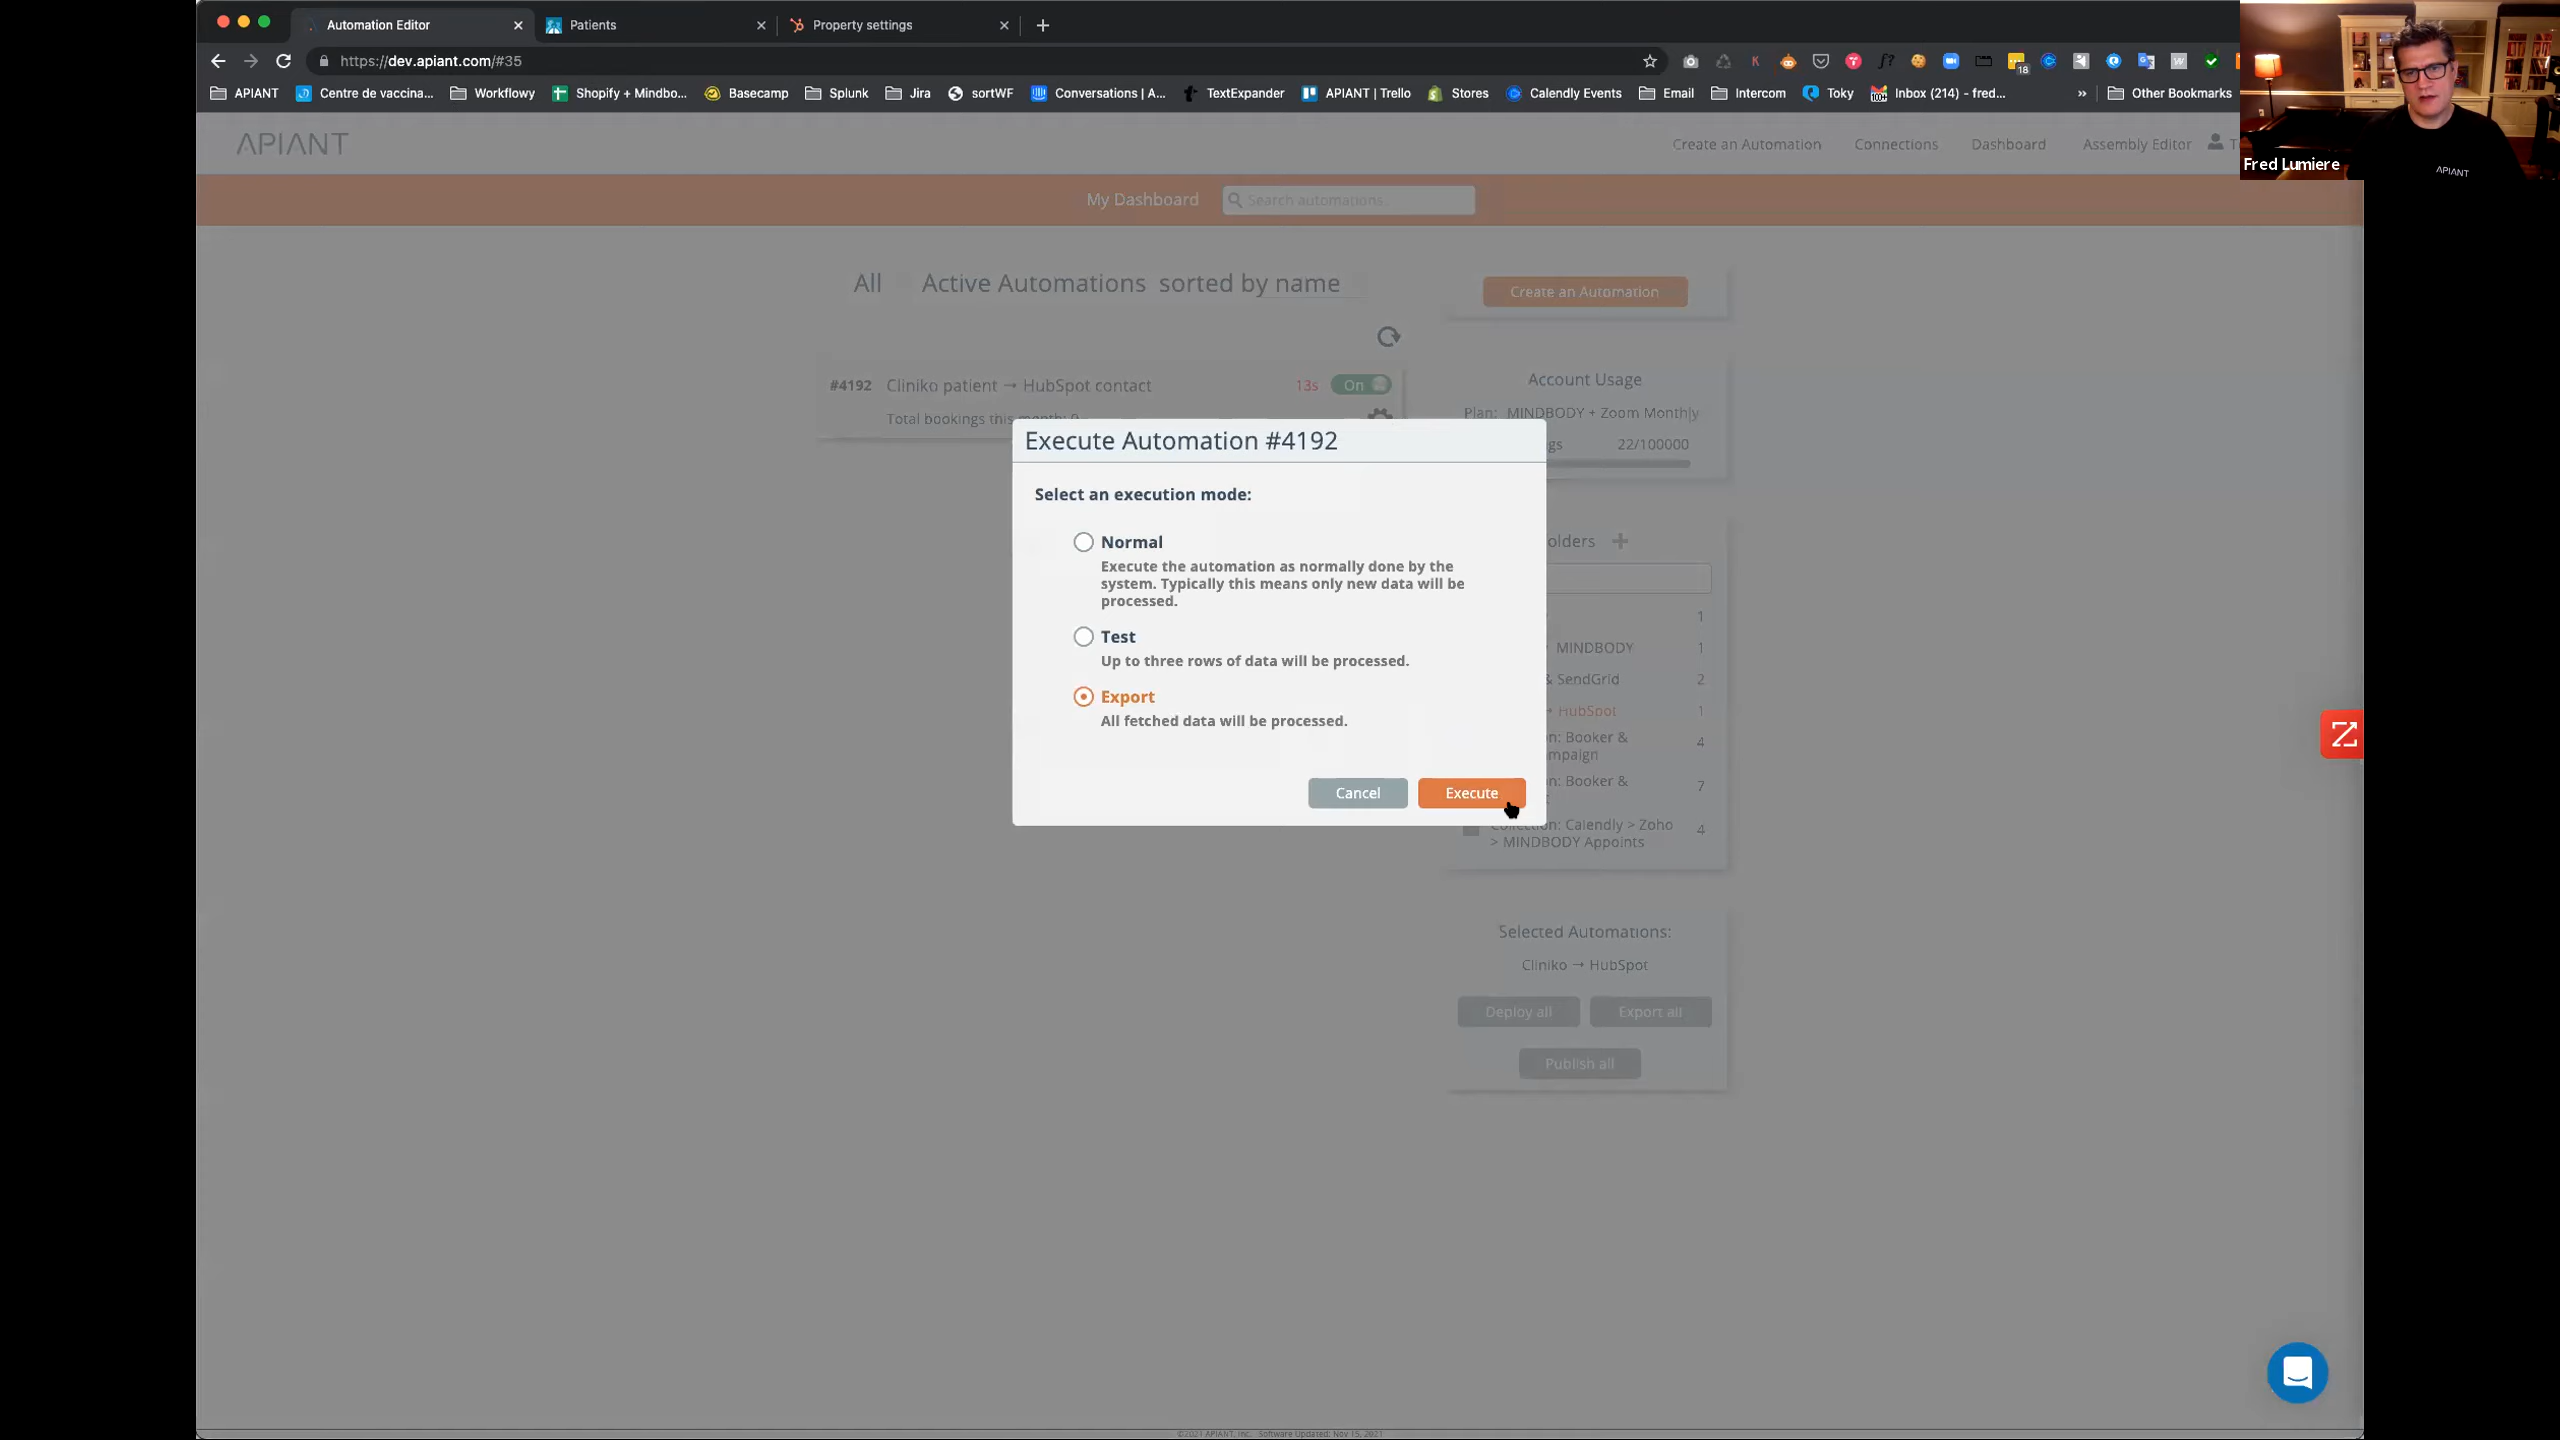 Automation Editor
Patients
Property settings
https://dev.apiant.com/#35
18
APIANT
Centre de vaccina...
Workflowy
Shopify + Mindbo...
Basecamp
Splunk
Jira
sortWF
Conversations | A...
TextExpander
APIANT | Trello
Stores
Calendly Events
Email
Intercom
Toky
Inbox (214) - fred...
»
Other Bookmarks
Fred Lumiere
APIANT
APIANT
Create an Automation
Connections
Dashboard
Assembly Editor
My Dashboard
Search automations.
All Active Automations sorted by name
Create an Automation
#4192 Cliniko patient → HubSpot contact 13s On
Total bookings this month: 0
Account Usage
Plan: MINDBODY + Zoom Monthly
gs 22/100000
Execute Automation #4192
Select an execution mode:
Normal
Execute the automation as normally done by the
system. Typically this means only new data will be
processed.
Test
Up to three rows of data will be processed.
Export
All fetched data will be processed.
Cancel
Execute
olders +
1
MINDBODY 1
& SendGrid 2
→ HubSpot 1
n: Booker &
mpaign 4
n: Booker & 7
Collection: Calendly > Zoho
> MINDBODY Appoints 4
Selected Automations:
Cliniko → HubSpot
Deploy all
Export all
Publish all
©2021 APIANT, Inc. Software Updated: Nov 15, 2021